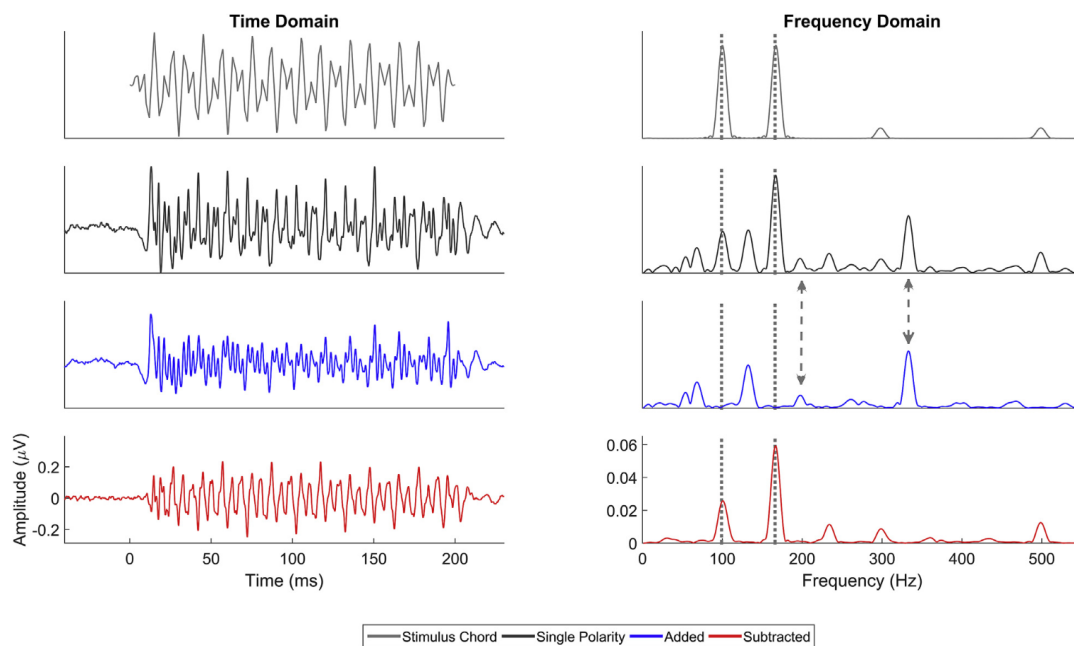 Time Domain
Frequency Domain
Amplitude (μV)
0.2
0
-0.2
0
50
100
150
200
Time (ms)
0.06
0.04
0.02
0
0
100
200
300
400
500
Frequency (Hz)
Stimulus Chord
Single Polarity
Added
Subtracted